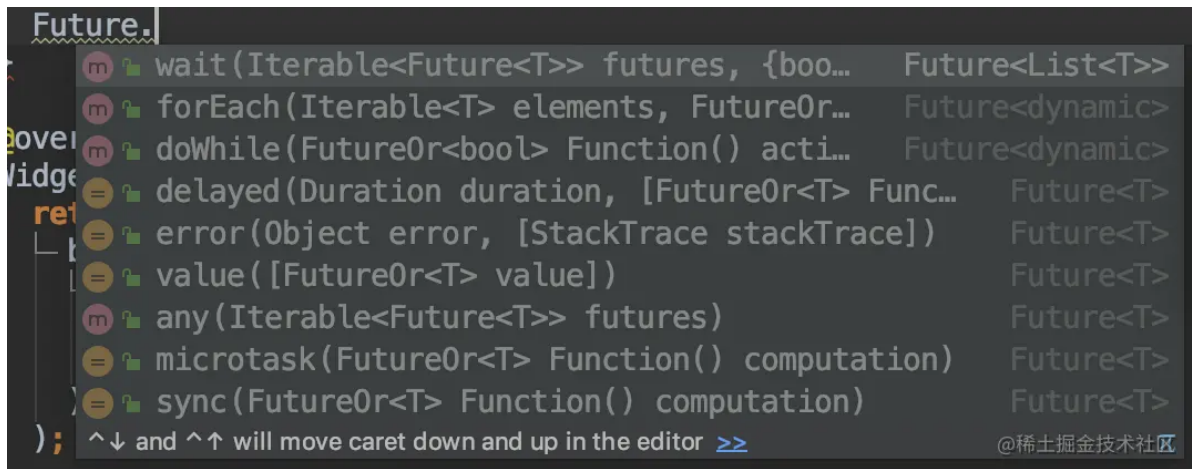 Future.
m wait(Iterable<Future<T>> futures, {boo… Future<List<T>>
m forEach(Iterable<T> elements, FutureOr… Future<dynamic>
m doWhile(FutureOr<bool> Function() acti… Future<dynamic>
= delayed(Duration duration, [FutureOr<T> Func… Future<T>
= error(Object error, [StackTrace stackTrace]) Future<T>
= value([FutureOr<T> value]) Future<T>
m any(Iterable<Future<T>> futures) Future<T>
= microtask(FutureOr<T> Function() computation) Future<T>
= sync(FutureOr<T> Function() computation) Future<T>
^↓ and ^↑ will move caret down and up in the editor >>
@over
Widge
ret
b
);
@稀土掘金技术社区